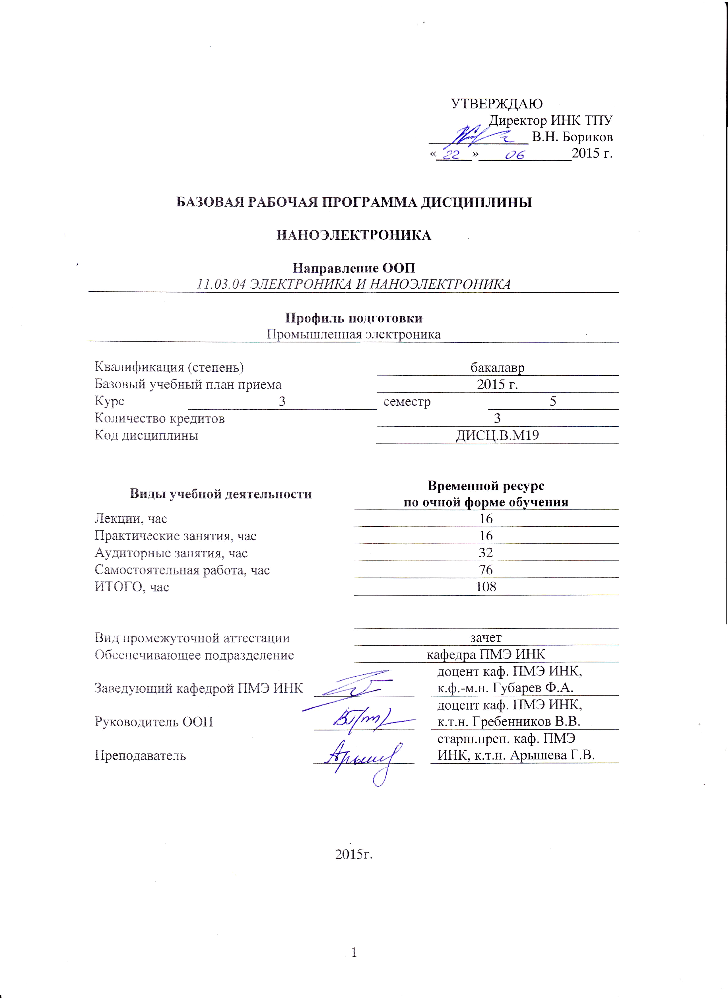 УТВЕРЖДАЮ
Директор ИНК ТПУ
В.Н. Бориков
«22» 06 2015 г.
БАЗОВАЯ РАБОЧАЯ ПРОГРАММА ДИСЦИПЛИНЫ
НАНОЭЛЕКТРОНИКА
Направление ООП
11.03.04 ЭЛЕКТРОНИКА И НАНОЭЛЕКТРОНИКА
Профиль подготовки
Промышленная электроника
Квалификация (степень) бакалавр
Базовый учебный план приема 2015 г.
Курс 3 семестр 5
Количество кредитов 3
Код дисциплины ДИСЦ.В.М19
Виды учебной деятельности Временной ресурс
по очной форме обучения
Лекции, час 16
Практические занятия, час 16
Аудиторные занятия, час 32
Самостоятельная работа, час 76
ИТОГО, час 108
Вид промежуточной аттестации зачет
Обеспечивающее подразделение кафедра ПМЭ ИНК
доцент каф. ПМЭ ИНК,
Заведующий кафедрой ПМЭ ИНК к.ф.-м.н. Губарев Ф.А.
доцент каф. ПМЭ ИНК,
Руководитель ООП к.т.н. Гребенников В.В.
старш.преп. каф. ПМЭ
Преподаватель ИНК, к.т.н. Арышева Г.В.
2015г.
1